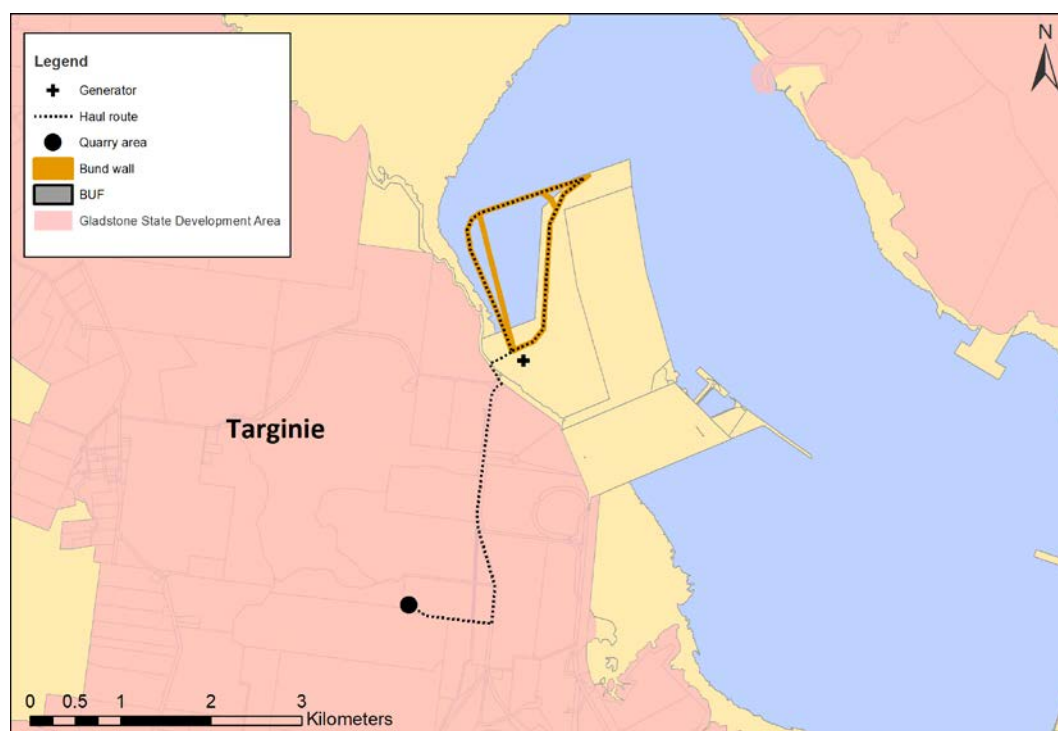 Legend
Generator
Haul route
Quarry area
Bund wall
BUF
Gladstone State Development Area
N
Targinie
0 0.5 1 2 3
Kilometers